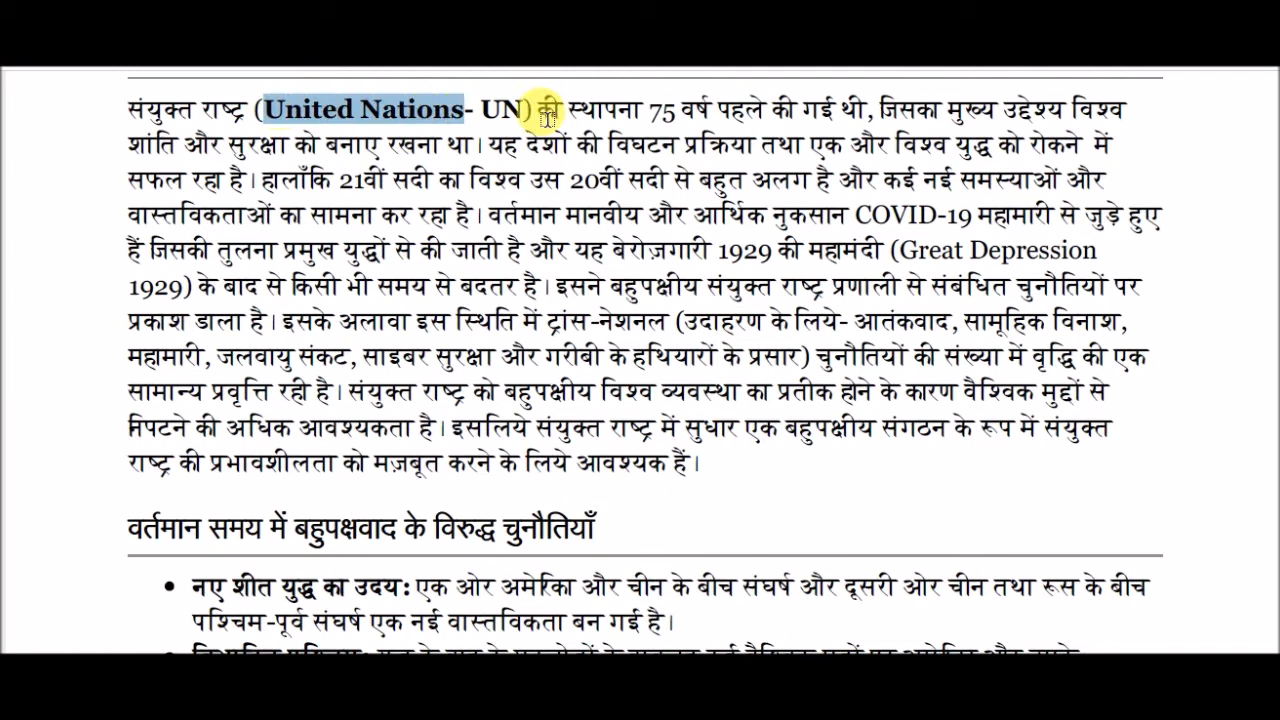 संयुक्त राष्ट्र (United Nations- UN) की स्थापना 75 वर्ष पहले की गई थी, जिसका मुख्य उद्देश्य विश्व
शांति और सुरक्षा को बनाए रखना था। यह देशों की विघटन प्रक्रिया तथा एक और विश्व युद्ध को रोकने में
सफल रहा है। हालाँकि 21वीं सदी का विश्व उस 20वीं सदी से बहुत अलग है और कई नई समस्याओं और
वास्तविकताओं का सामना कर रहा है। वर्तमान मानवीय और आर्थिक नुकसान COVID-19 महामारी से जुड़े हुए
हैं जिसकी तुलना प्रमुख युद्धों से की जाती है और यह बेरोज़गारी 1929 की महामंदी (Great Depression
1929) के बाद से किसी भी समय से बदतर है। इसने बहुपक्षीय संयुक्त राष्ट्र प्रणाली से संबंधित चुनौतियों पर
प्रकाश डाला है। इसके अलावा इस स्थिति में ट्रांस-नेशनल (उदाहरण के लिये- आतंकवाद, सामूहिक विनाश,
महामारी, जलवायु संकट, साइबर सुरक्षा और गरीबी के हथियारों के प्रसार) चुनौतियों की संख्या में वृद्धि की एक
सामान्य प्रवृत्ति रही है। संयुक्त राष्ट्र को बहुपक्षीय विश्व व्यवस्था का प्रतीक होने के कारण वैश्विक मुद्दों से
निपटने की अधिक आवश्यकता है। इसलिये संयुक्त राष्ट्र में सुधार एक बहुपक्षीय संगठन के रूप में संयुक्त
राष्ट्र की प्रभावशीलता को मज़बूत करने के लिये आवश्यक हैं।
वर्तमान समय में बहुपक्षवाद के विरुद्ध चुनौतियाँ
• नए शीत युद्ध का उदय: एक ओर अमेरिका और चीन के बीच संघर्ष और दूसरी ओर चीन तथा रूस के बीच
पश्चिम-पूर्व संघर्ष एक नई वास्तविकता बन गई है।